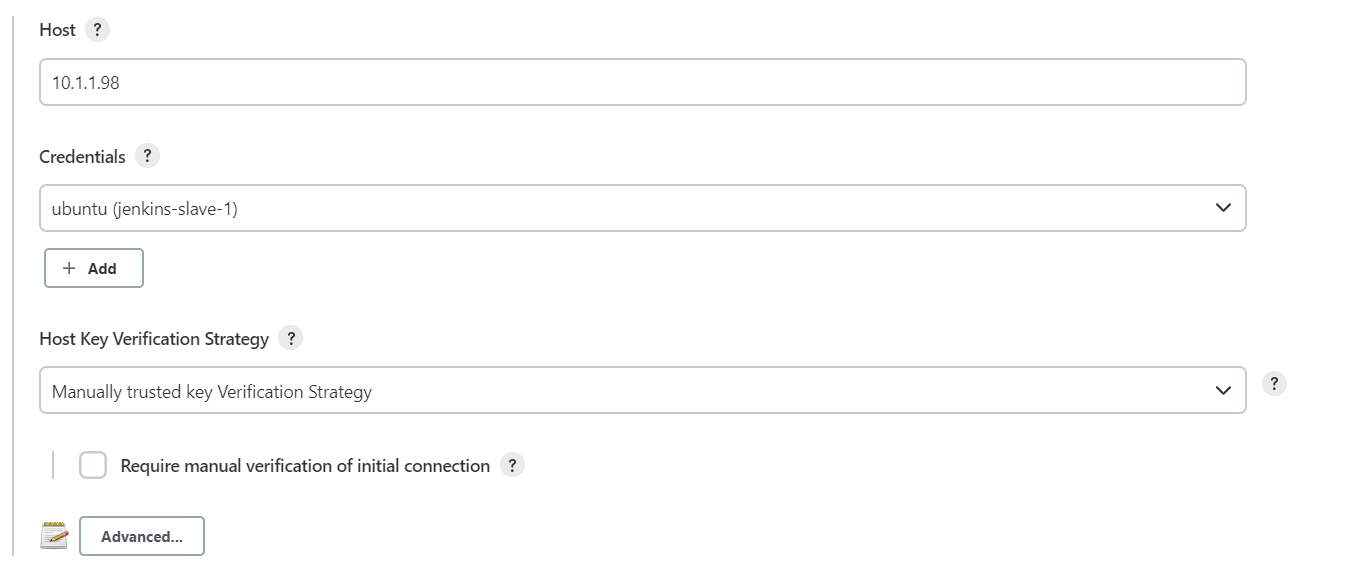 Host ?
10.1.1.98
Credentials ?
ubuntu (jenkins-slave-1)
+ Add
Host Key Verification Strategy ?
Manually trusted key Verification Strategy
?
Require manual verification of initial connection ?
Advanced...